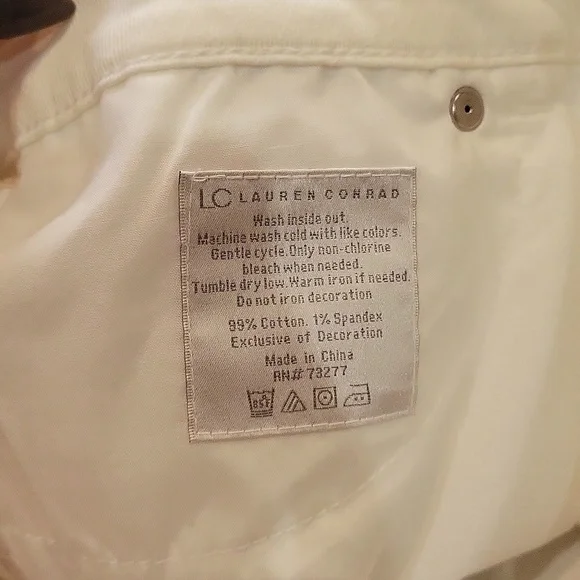 LC LAUREN CONRAD
Wash inside out.
Machine wash cold with like colors.
Gentle cycle. Only non-chlorine
bleach when needed.
Tumble dry low. Warm iron if needed.
Do not iron decoration
99% Cotton. 1% Spandex
Exclusive of Decoration
Made in China
RN# 73277